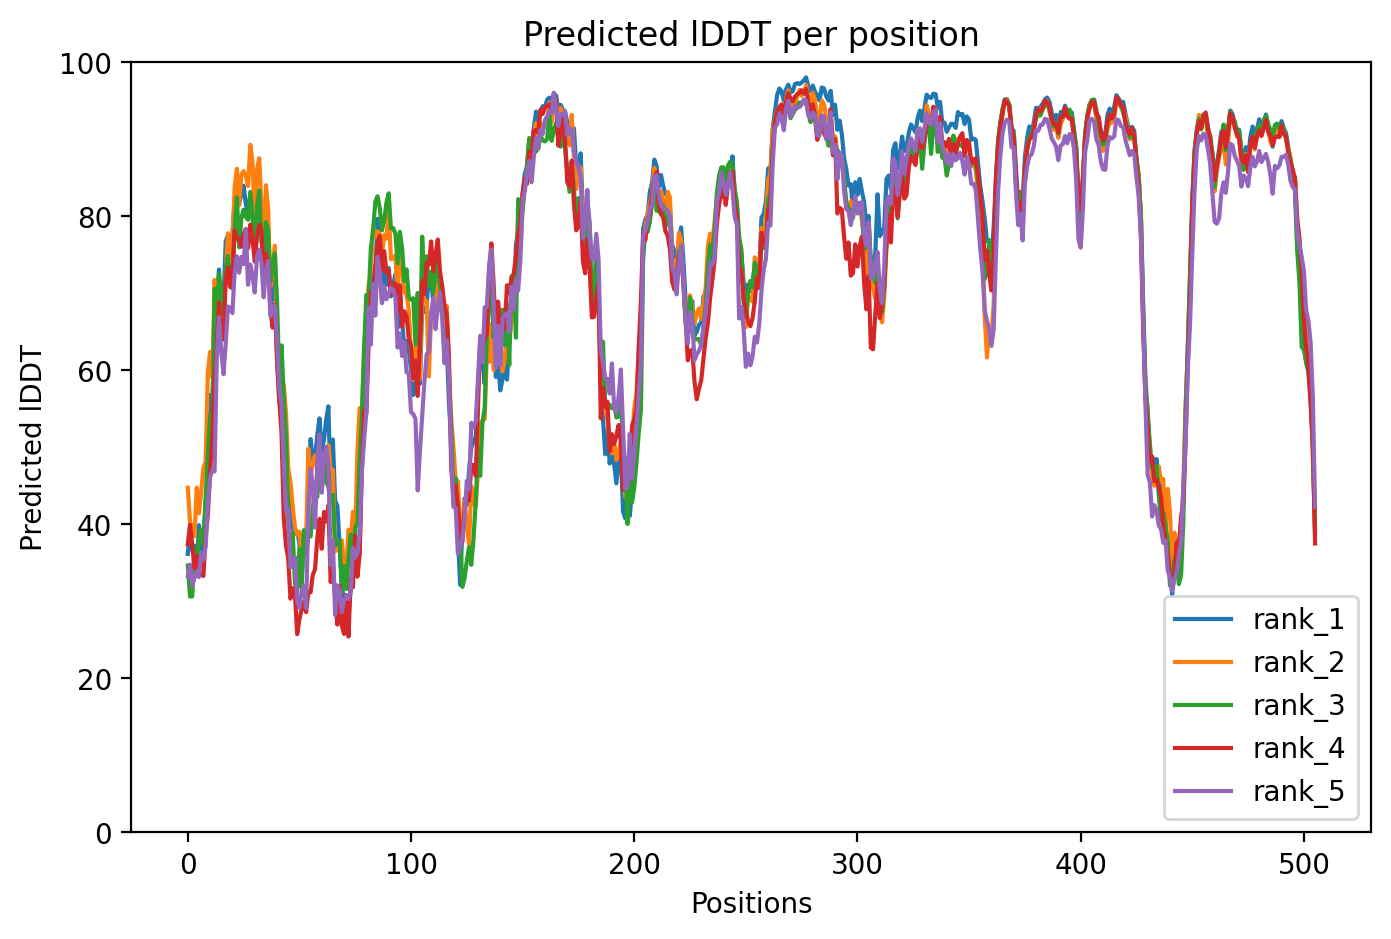 Predicted lDDT per position
100
80
60
40
20
0
Predicted lDDT
0 100 200 300 400 500
Positions
rank_1
rank_2
rank_3
rank_4
rank_5